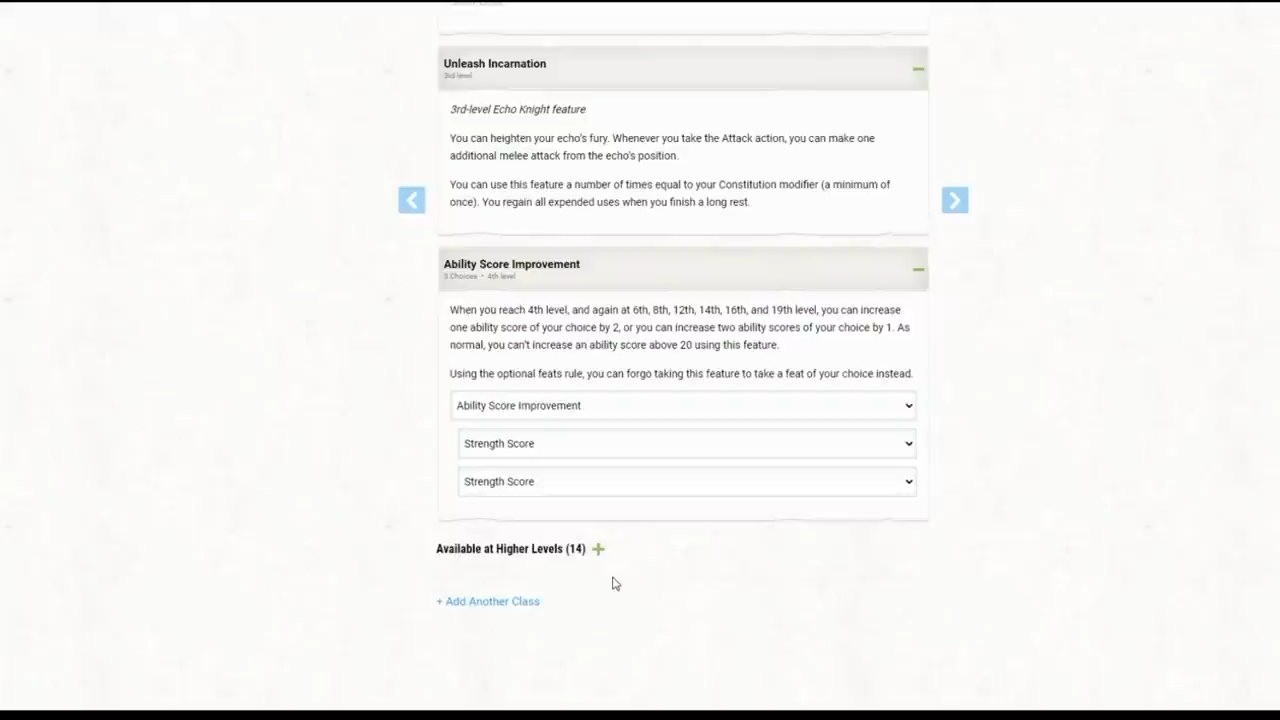 Unleash Incarnation
3rd level
3rd-level Echo Knight feature
You can heighten your echo's fury. Whenever you take the Attack action, you can make one
additional melee attack from the echo's position.
You can use this feature a number of times equal to your Constitution modifier (a minimum of
once). You regain all expended uses when you finish a long rest.
Ability Score Improvement
3 Choices • 4th level
When you reach 4th level, and again at 6th, 8th, 12th, 14th, 16th, and 19th level, you can increase
one ability score of your choice by 2, or you can increase two ability scores of your choice by 1. As
normal, you can't increase an ability score above 20 using this feature.
Using the optional feats rule, you can forgo taking this feature to take a feat of your choice instead.
Ability Score Improvement
Strength Score
Strength Score
Available at Higher Levels (14)
+ Add Another Class